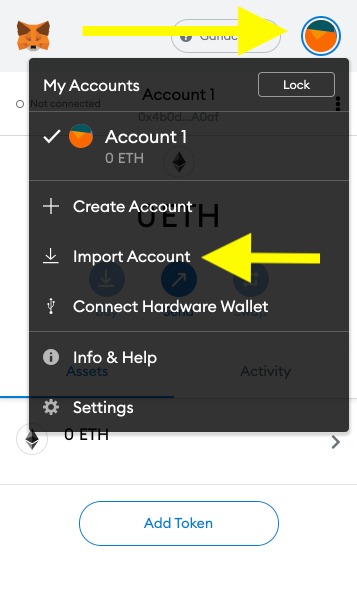 Ganac
My Accounts
Lock
Not connected
Account 1
0x4b0d...A0af
Account 1
0 ETH
Create Account
0 ETH
Import Account
Connect Hardware Wallet
Info & Help
Assets
Activity
Settings
0 ETH
Add Token